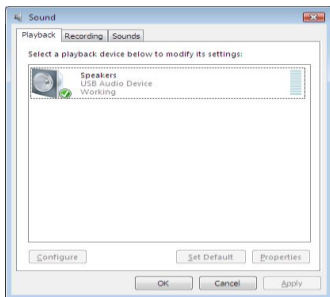 Sound
Playback Recording Sounds
Select a playback device below to modify its settings:
Speakers
USB Audio Device
Working
Configure Set Default Properties
OK Cancel Apply